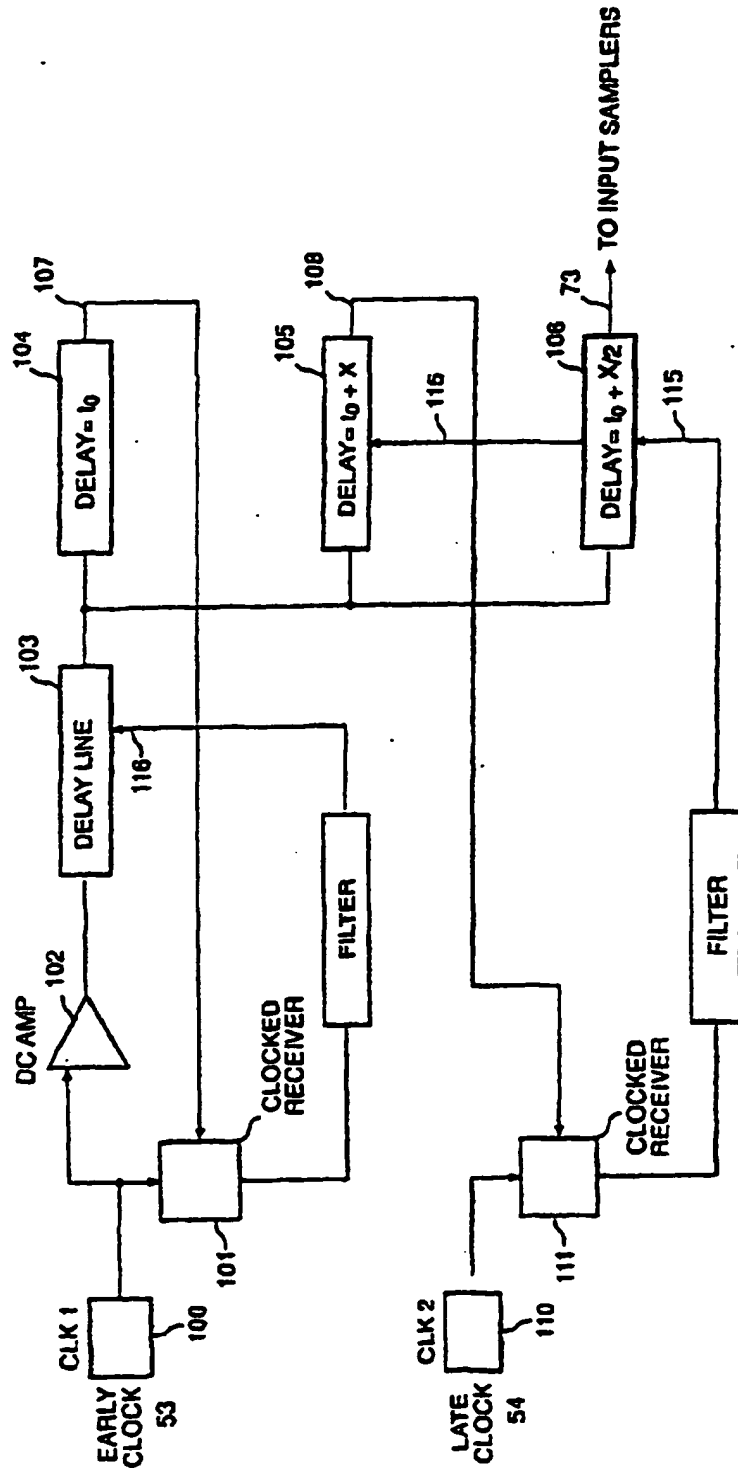 CLK 1
EARLY
CLOCK
53
100
101
CLOCKED
RECEIVER
DC AMP
102
DELAY LINE
103
116
FILTER
DELAY= t0
104
107
CLK 2
LATE
CLOCK
54
110
111
CLOCKED
RECEIVER
FILTER
DELAY= t0 + X
105
108
116
DELAY= t0 + X/2
106
115
73
TO INPUT SAMPLERS